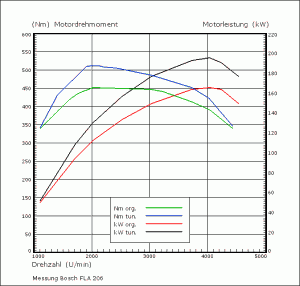 (Nm) Motordrehmoment Motorleistung (kW)
600 220
550 200
500 180
450 160
400 140
350 120
300 100
250 80
200 60
150 40
100 20
50 0
0
1000 2000 3000 4000 5000
Nm org.
Nm tun.
kW org.
kW tun.
Drehzahl (U/min)
Messung Bosch FLA 206